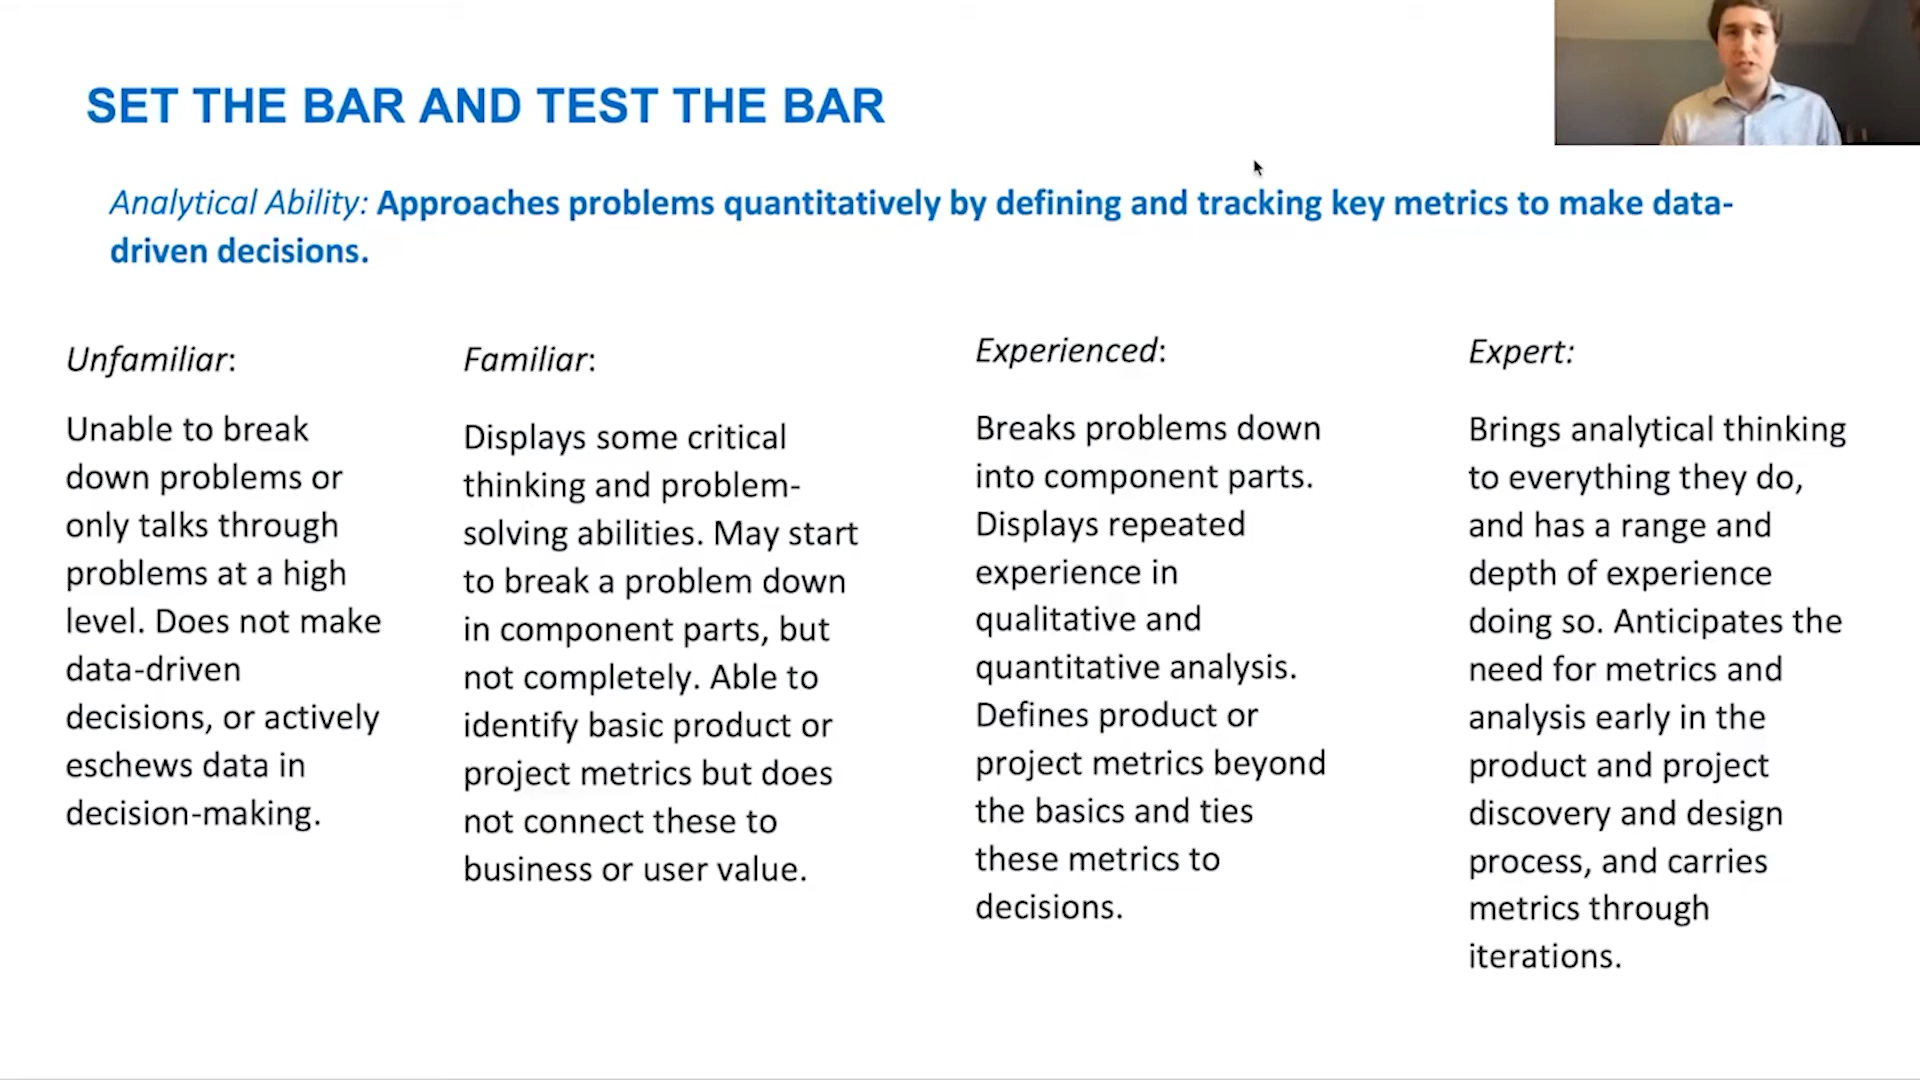 SET THE BAR AND TEST THE BAR
Analytical Ability: Approaches problems quantitatively by defining and tracking key metrics to make data-
driven decisions.
Unfamiliar:
Unable to break
down problems or
only talks through
problems at a high
level. Does not make
data-driven
decisions, or actively
eschews data in
decision-making.
Familiar:
Displays some critical
thinking and problem-
solving abilities. May start
to break a problem down
in component parts, but
not completely. Able to
identify basic product or
project metrics but does
not connect these to
business or user value.
Experienced:
Breaks problems down
into component parts.
Displays repeated
experience in
qualitative and
quantitative analysis.
Defines product or
project metrics beyond
the basics and ties
these metrics to
decisions.
Expert:
Brings analytical thinking
to everything they do,
and has a range and
depth of experience
doing so. Anticipates the
need for metrics and
analysis early in the
product and project
discovery and design
process, and carries
metrics through
iterations.